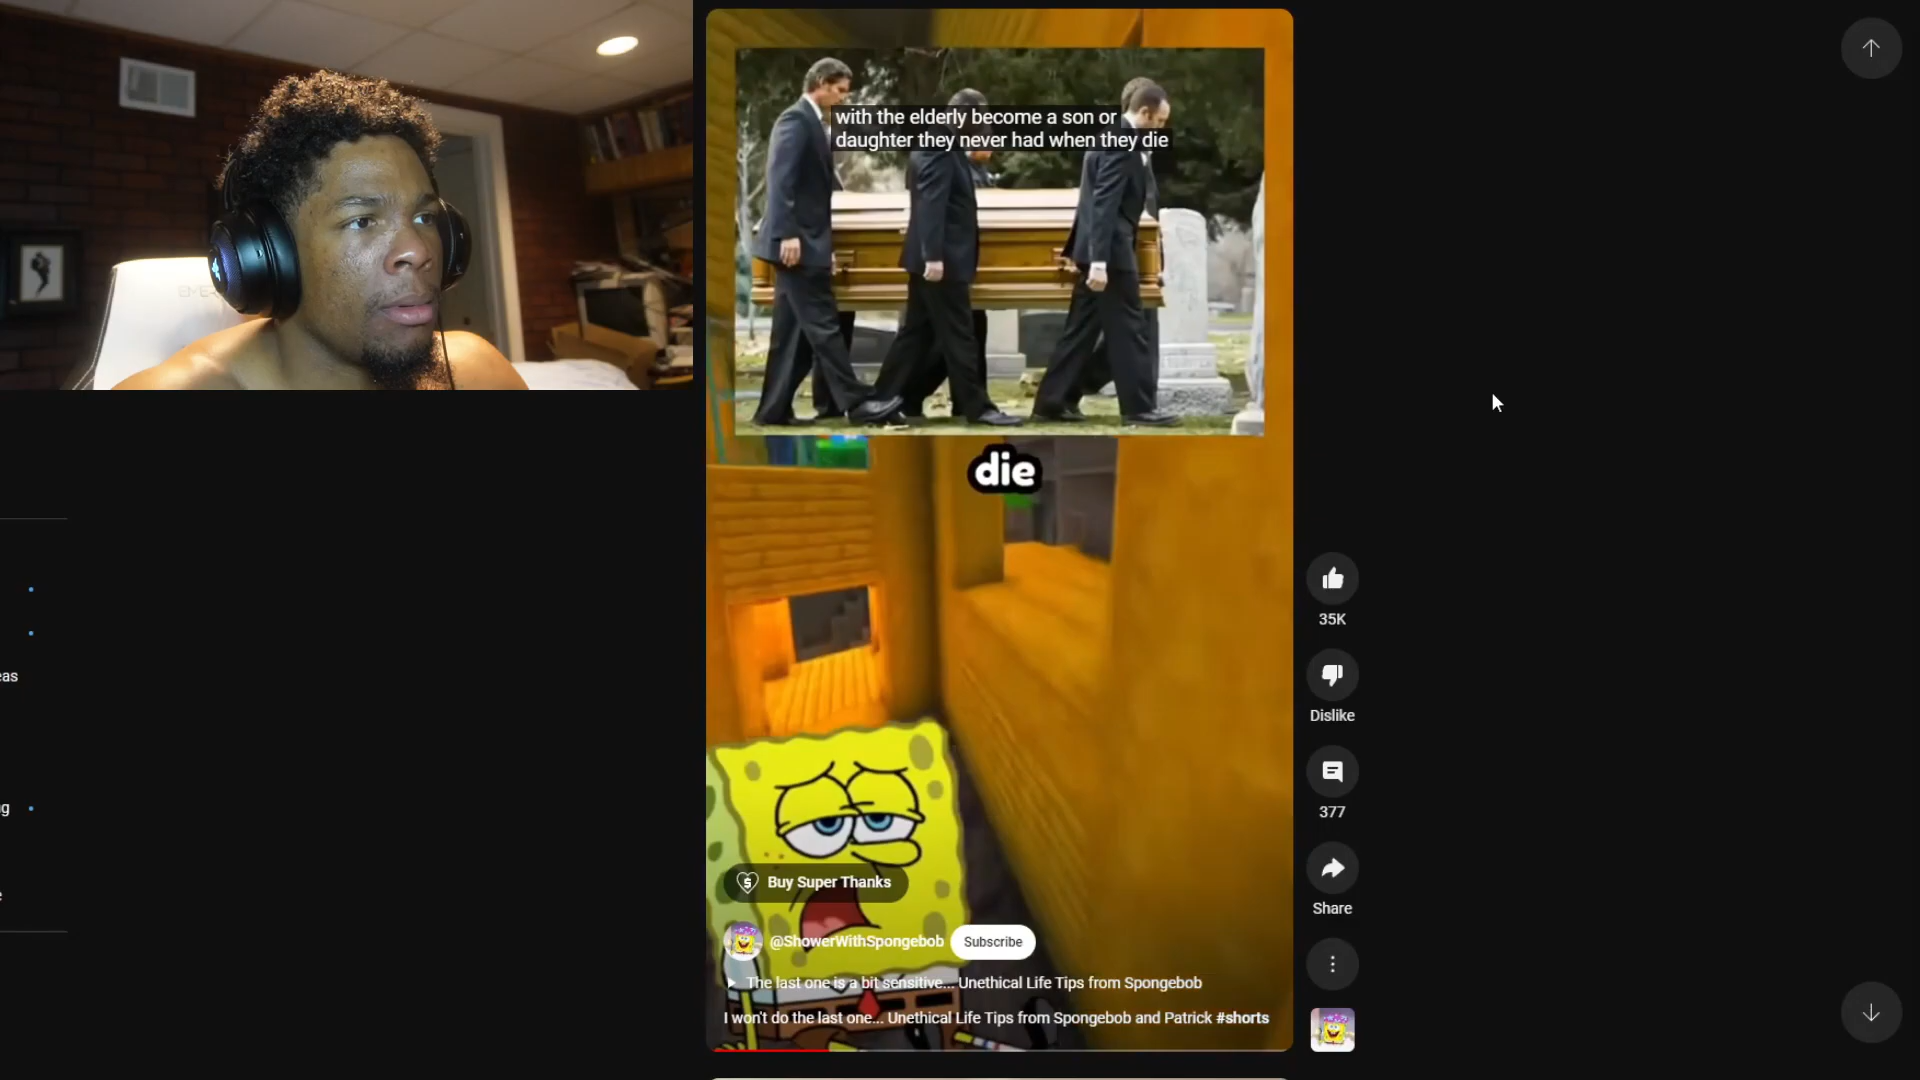 with the elderly become a son or
daughter they never had when they die
die
35K
Dislike
377
Share
Buy Super Thanks
@ShowerWithSpongebob
Subscribe
The last one is a bit sensitive... Unethical Life Tips from Spongebob
I won't do the last one... Unethical Life Tips from Spongebob and Patrick #shorts